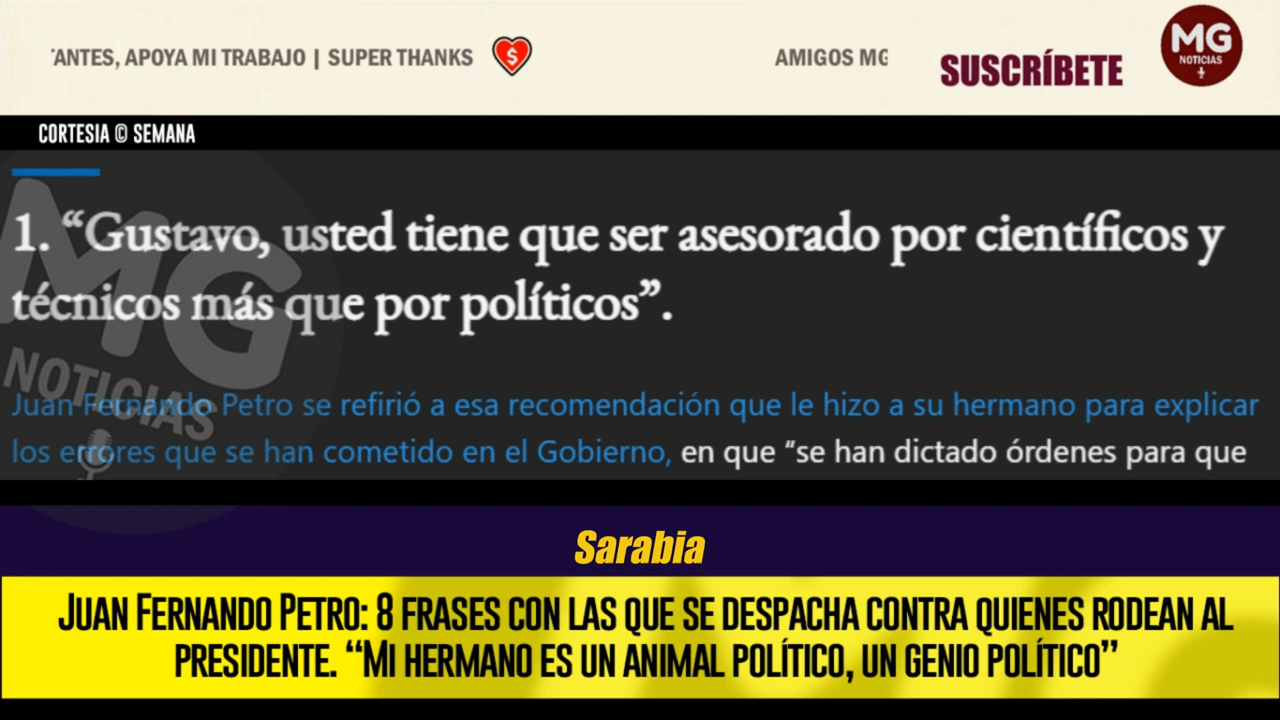 'ANTES, APOYA MI TRABAJO | SUPER THANKS
AMIGOS MG
SUSCRÍBETE
MG
NOTICIAS
CORTESIA © SEMANA
1. “Gustavo, usted tiene que ser asesorado por científicos y
técnicos más que por políticos”.
MG
NOTICIAS
Juan Fernando Petro se refirió a esa recomendación que le hizo a su hermano para explicar
los errores que se han cometido en el Gobierno, en que “se han dictado órdenes para que
Sarabia
JUAN FERNANDO PETRO: 8 FRASES CON LAS QUE SE DESPACHA CONTRA QUIENES RODEAN AL
PRESIDENTE. “MI HERMANO ES UN ANIMAL POLÍTICO, UN GENIO POLÍTICO”